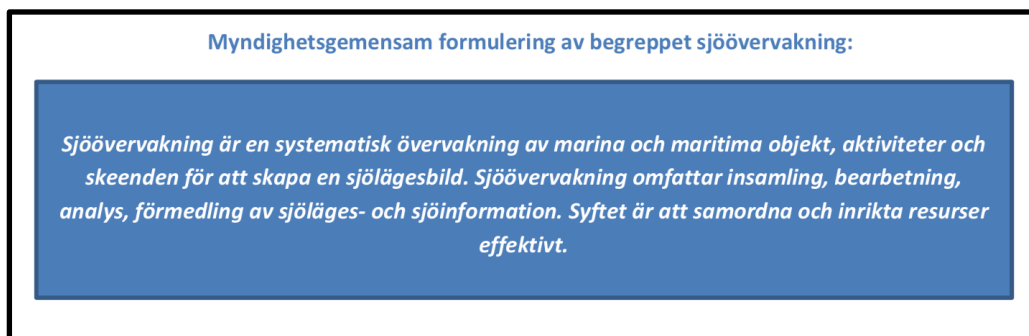 Myndighetsgemensam formulering av begreppet sjöövervakning:
Sjöövervakning är en systematisk övervakning av marina och maritima objekt, aktiviteter och
skeenden för att skapa en sjölägesbild. Sjöövervakning omfattar insamling, bearbetning,
analys, förmedling av sjöläges- och sjöinformation. Syftet är att samordna och inrikta resurser
effektivt.